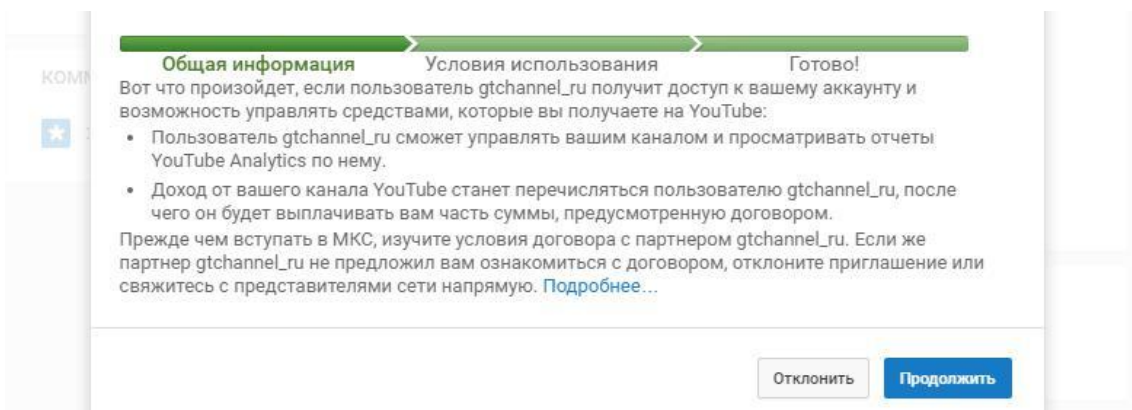 Общая информация
Условия использования
Готово!
КОММ
Вот что произойдет, если пользователь gtchannel_ru получит доступ к вашему аккаунту и
возможность управлять средствами, которые вы получаете на YouTube:
• Пользователь gtchannel_ru сможет управлять вашим каналом и просматривать отчеты
YouTube Analytics по нему.
• Доход от вашего канала YouTube станет перечисляться пользователю gtchannel_ru, после
чего он будет выплачивать вам часть суммы, предусмотренную договором.
Прежде чем вступать в МКС, изучите условия договора с партнером gtchannel_ru. Если же
партнер gtchannel_ru не предложил вам ознакомиться с договором, отклоните приглашение или
свяжитесь с представителями сети напрямую. Подробнее...
Отклонить
Продолжить